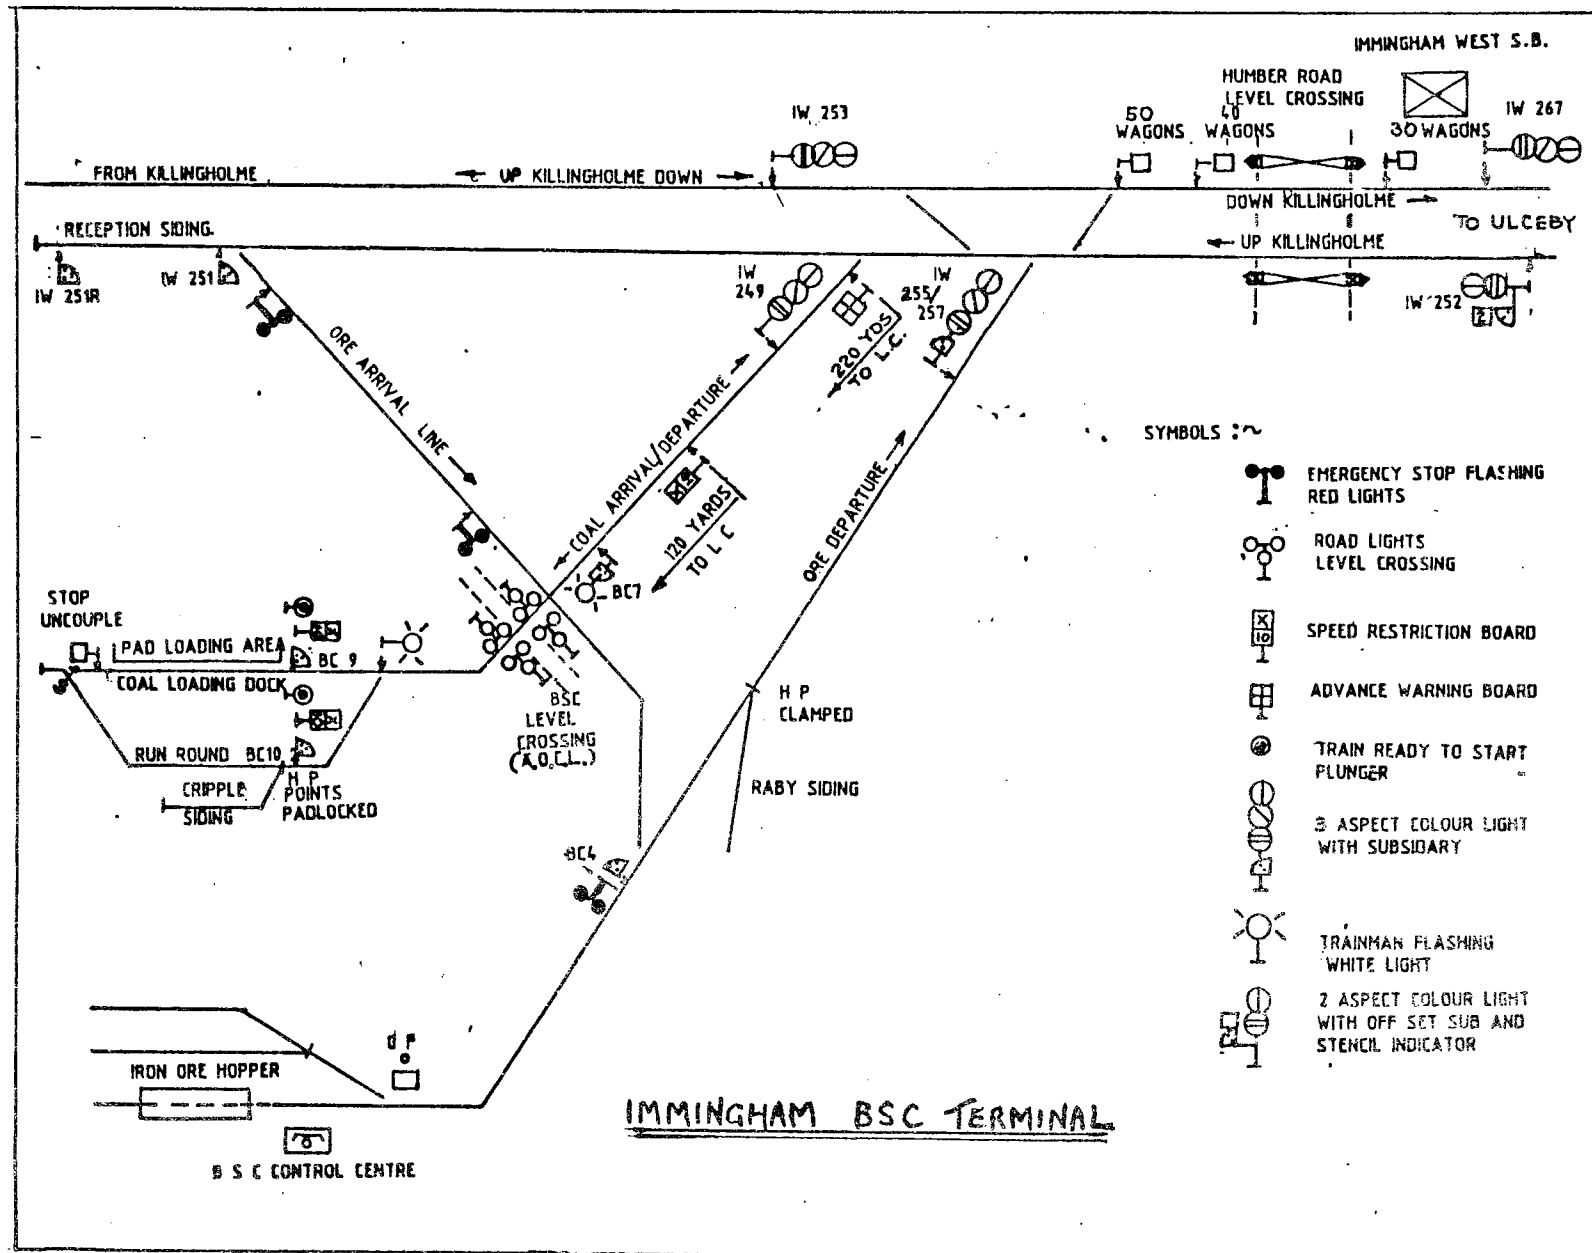 IMMINGHAM WEST S.B.
HUMBER ROAD
LEVEL CROSSING
IW 253
50
WAGONS
40
WAGONS
30 WAGONS
IW 267
FROM KILLINGHOLME
UP KILLINGHOLME DOWN
DOWN KILLINGHOLME
TO ULCEBY
RECEPTION SIDING
UP KILLINGHOLME
IW 251R
IW 251
IW
249
IW
255/
257
IW 252
220 YDS
TO L.C.
ORE ARRIVAL LINE
COAL ARRIVAL/DEPARTURE
120 YARDS
TO L C
ORE DEPARTURE
BC7
STOP
UNCOUPLE
PAD LOADING AREA
BC 9
COAL LOADING DOCK
BSC
LEVEL
CROSSING
(A.O.C.L.)
RUN ROUND BC10
H P
POINTS
PADLOCKED
CRIPPLE
SIDING
H P
CLAMPED
RABY SIDING
BC4
SYMBOLS :~
EMERGENCY STOP FLASHING
RED LIGHTS
ROAD LIGHTS
LEVEL CROSSING
X
10
SPEED RESTRICTION BOARD
ADVANCE WARNING BOARD
TRAIN READY TO START
PLUNGER
3 ASPECT COLOUR LIGHT
WITH SUBSIDARY
TRAINMAN FLASHING
WHITE LIGHT
2 ASPECT COLOUR LIGHT
WITH OFF SET SUB AND
STENCIL INDICATOR
IRON ORE HOPPER
B S C CONTROL CENTRE
IMMINGHAM BSC TERMINAL